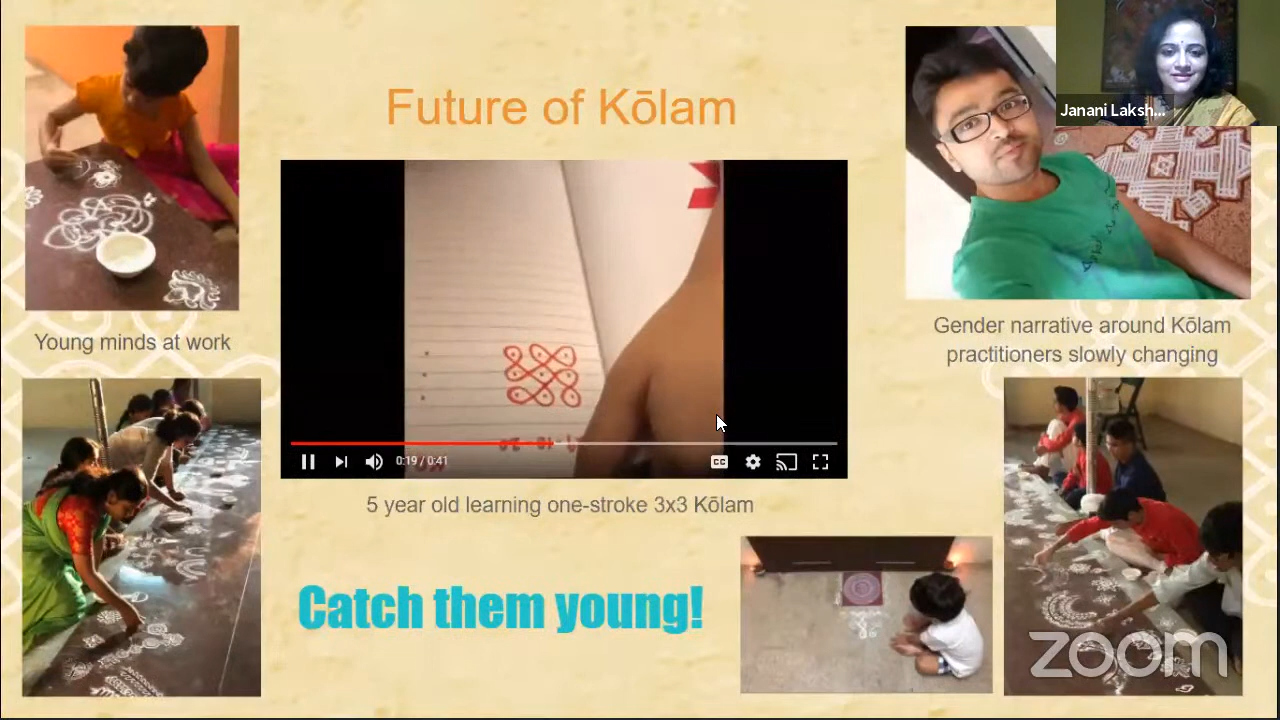 Future of Kōlam
Janani Laksh...
Young minds at work
Gender narrative around Kōlam
practitioners slowly changing
0:19 / 0:41
CC
5 year old learning one-stroke 3x3 Kōlam
Catch them young!
zoom